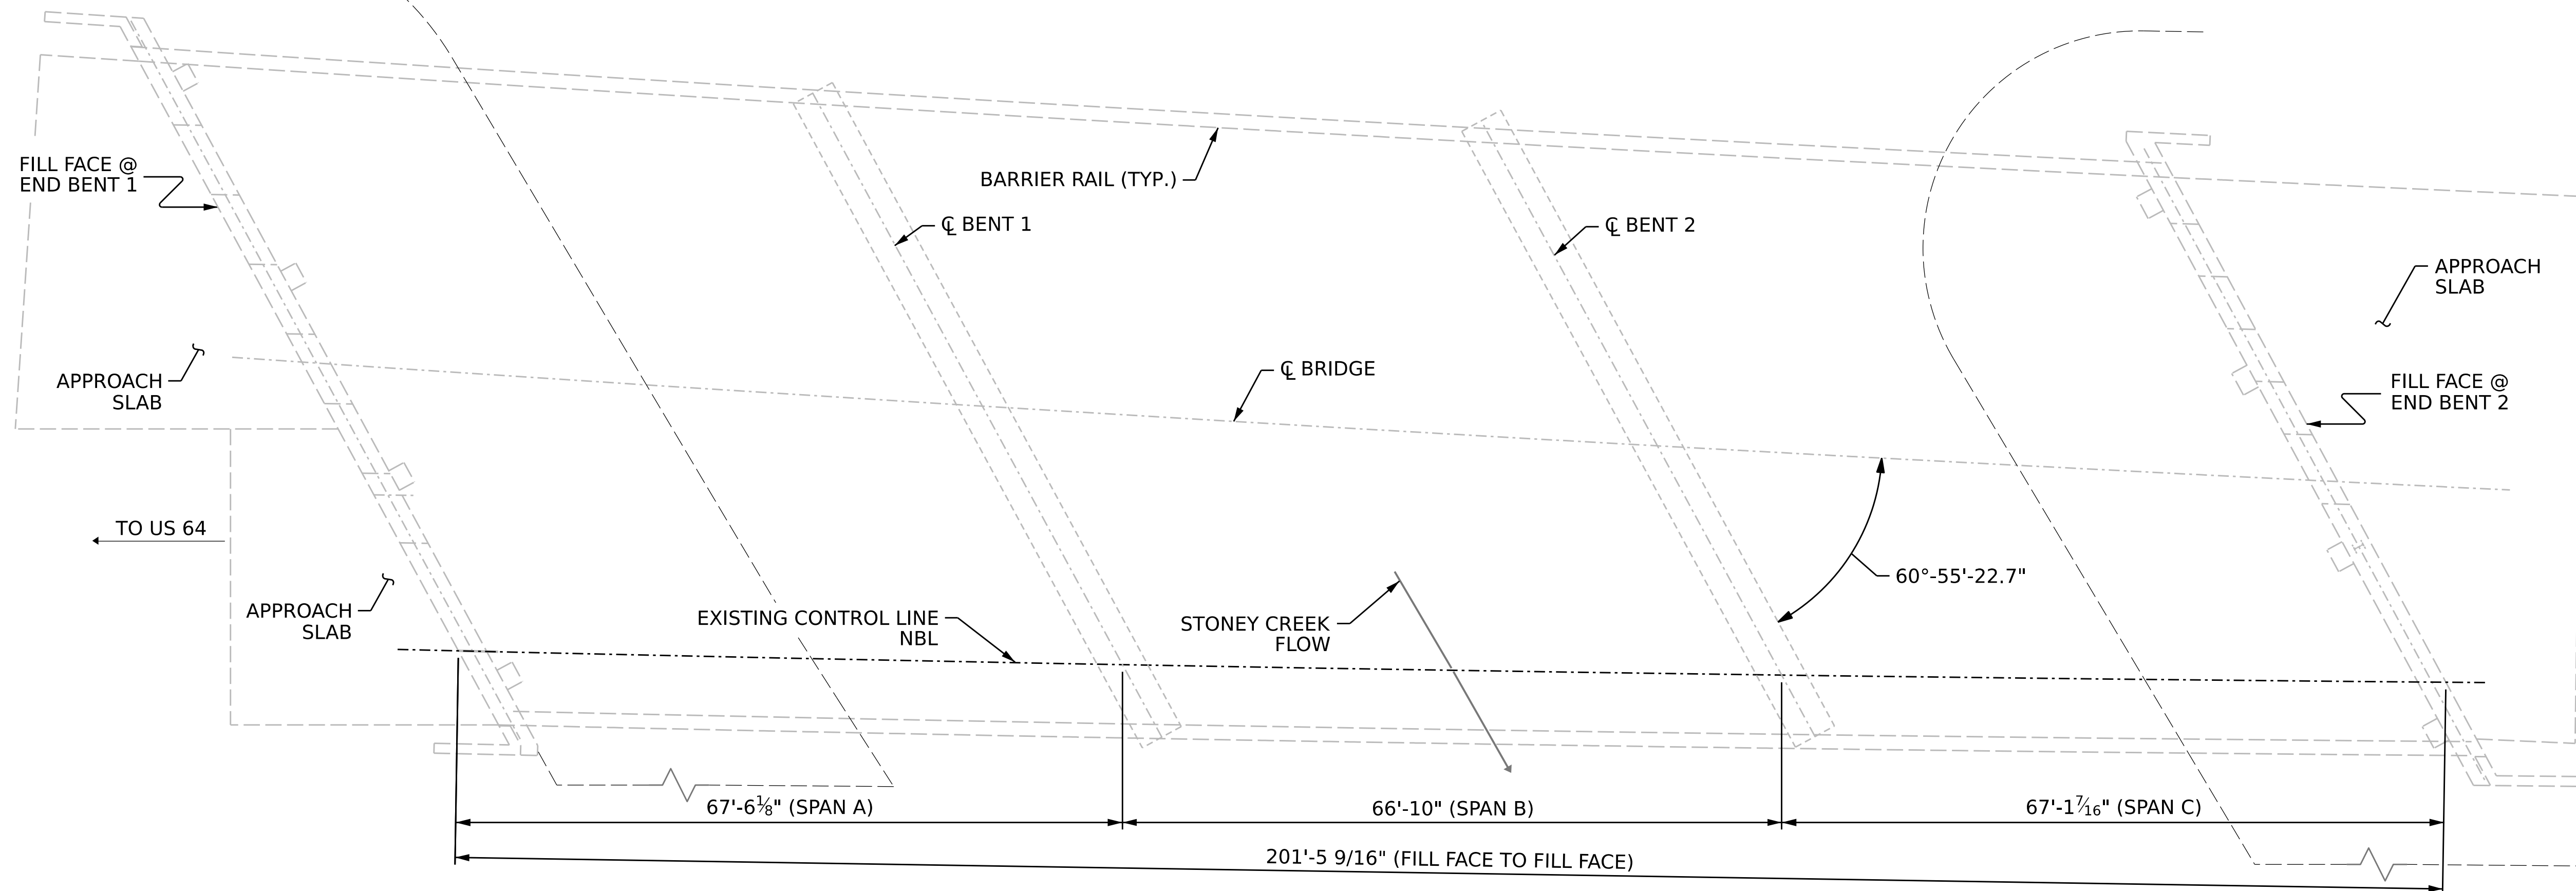 FILL FACE @
END BENT 1
BARRIER RAIL (TYP.)
℄ BENT 1
℄ BENT 2
APPROACH
SLAB
℄ BRIDGE
APPROACH
SLAB
FILL FACE @
END BENT 2
TO US 64
60°-55'-22.7"
APPROACH
SLAB
EXISTING CONTROL LINE
NBL
STONEY CREEK
FLOW
67'-6⅛" (SPAN A)
66'-10" (SPAN B)
67'-1⁷⁄₁₆" (SPAN C)
201'-5 9/16" (FILL FACE TO FILL FACE)